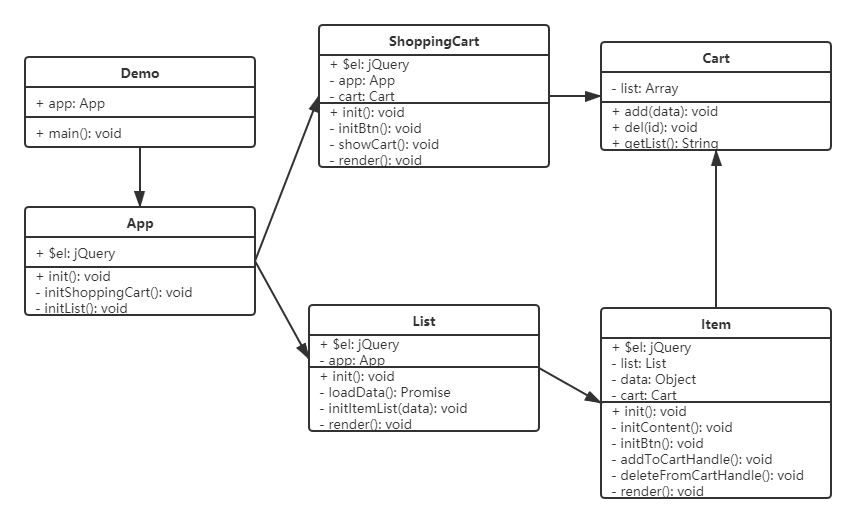 Demo
+ app: App
+ main(): void
App
+ $el: jQuery
+ init(): void
- initShoppingCart(): void
- initList(): void
ShoppingCart
+ $el: jQuery
- app: App
- cart: Cart
+ init(): void
- initBtn(): void
- showCart(): void
- render(): void
Cart
- list: Array
+ add(data): void
+ del(id): void
+ getList(): String
List
+ $el: jQuery
- app: App
+ init(): void
- loadData(): Promise
- initItemList(data): void
- render(): void
Item
+ $el: jQuery
- list: List
- data: Object
- cart: Cart
+ init(): void
- initContent(): void
- initBtn(): void
- addToCartHandle(): void
- deleteFromCartHandle(): void
- render(): void